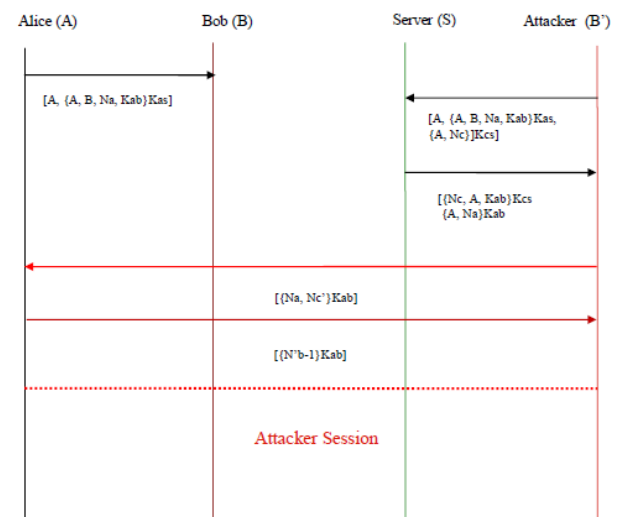 Alice (A)
Bob (B)
Server (S)
Attacker (B’)
[A, {A, B, Na, Kab}Kas]
[A, {A, B, Na, Kab}Kas,
{A, Nc}]Kcs]
[{Nc, A, Kab}Kcs
{A, Na}Kab
[{Na, Nc’}Kab]
[{N’b-1}Kab]
Attacker Session